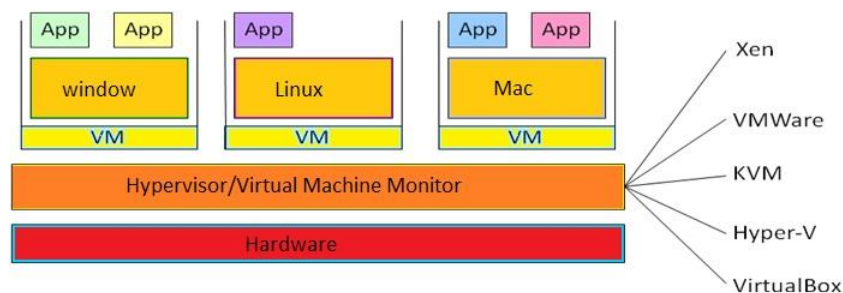 App
App
App
App
App
window
Linux
Mac
VM
VM
VM
Hypervisor/Virtual Machine Monitor
Hardware
Xen
VMWare
KVM
Hyper-V
VirtualBox